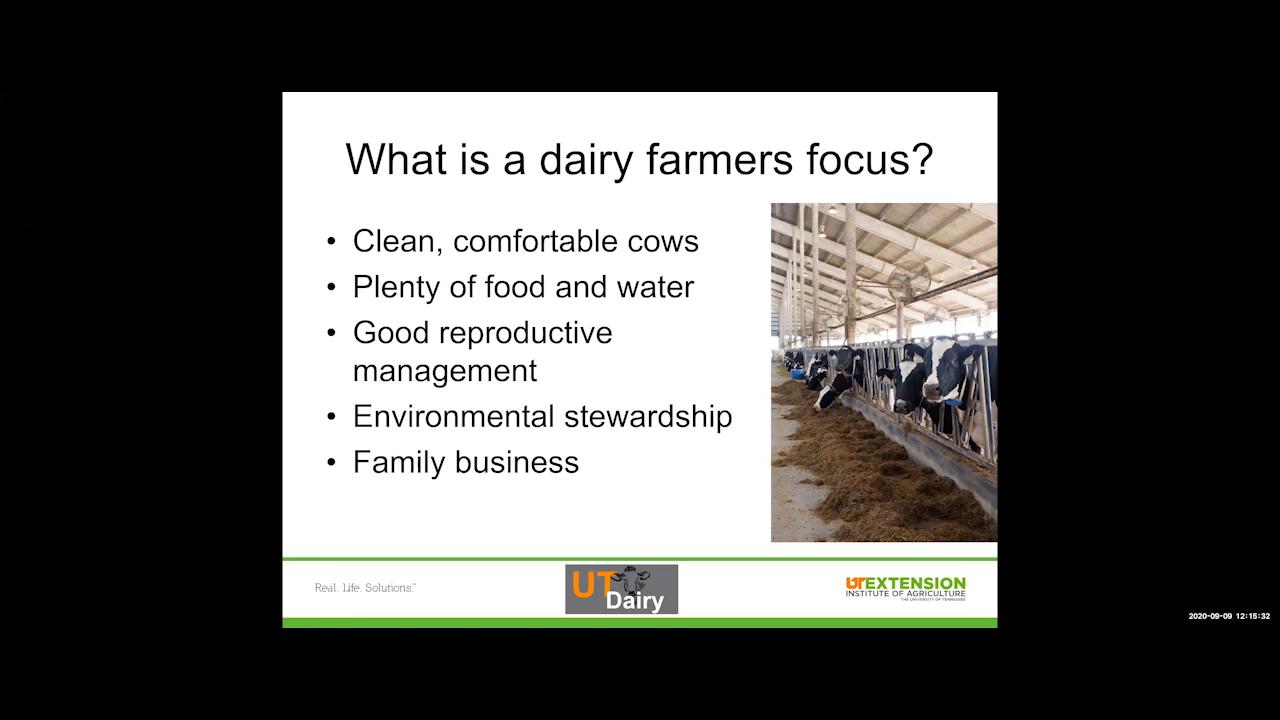 What is a dairy farmers focus?
• Clean, comfortable cows
• Plenty of food and water
• Good reproductive
management
• Environmental stewardship
• Family business
Real. Life. Solutions.™
UT
Dairy
UT EXTENSION
INSTITUTE OF AGRICULTURE
THE UNIVERSITY OF TENNESSEE
2020-09-09 12:15:32